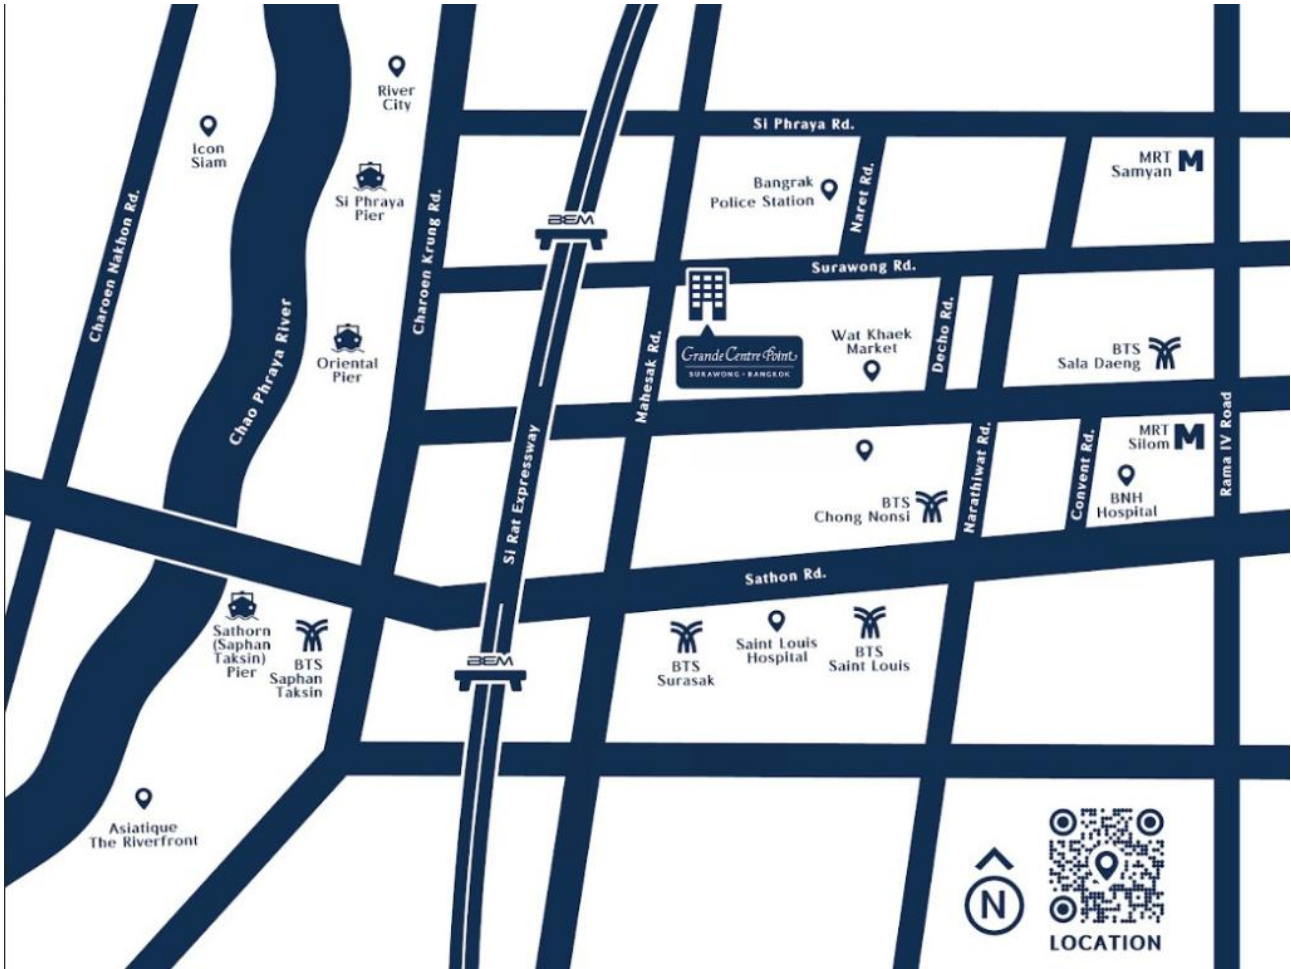 River
City
Icon
Siam
Si Phraya
Pier
Oriental
Pier
Charoen Nakhon Rd.
Chao Phraya River
Charoen Krung Rd.
BEM
Si Phraya Rd.
Bangrak
Police Station
Naret Rd.
MRT
Samyan
M
Surawong Rd.
Mahesak Rd.
Grande Centre Point
SURAWONG - BANGKOK
Wat Khaek
Market
Decho Rd.
BTS
Sala Daeng
MRT
Silom
M
Rama IV Road
Si Rat Expressway
BTS
Chong Nonsi
Narathiwat Rd.
Convent Rd.
BNH
Hospital
Sathon Rd.
Sathorn
(Saphan
Taksin)
Pier
BTS
Saphan
Taksin
BEM
BTS
Surasak
Saint Louis
Hospital
BTS
Saint Louis
Asiatique
The Riverfront
N
LOCATION